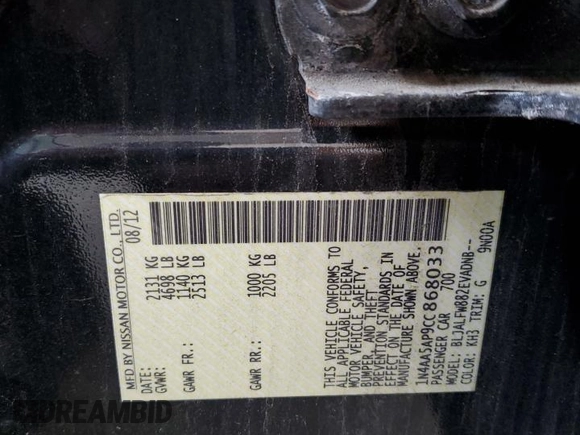 MFD BY NISSAN MOTOR CO., LTD.
DATE: 08/12
GVWR: 2131 KG
4698 LB
GAWR FR.: 1140 KG
2513 LB
GAWR RR.: 1000 KG
2205 LB
THIS VEHICLE CONFORMS TO
ALL APPLICABLE FEDERAL
MOTOR VEHICLE SAFETY,
BUMPER, AND THEFT
PREVENTION STANDARDS IN
EFFECT ON THE DATE OF
MANUFACTURE SHOWN ABOVE.
1N4AA5AP9CC868033
PASSENGER CAR 700
MODEL: BLJALFW882EVADNB--
COLOR: KH3 TRIM: G 9N00A
DREAMBID